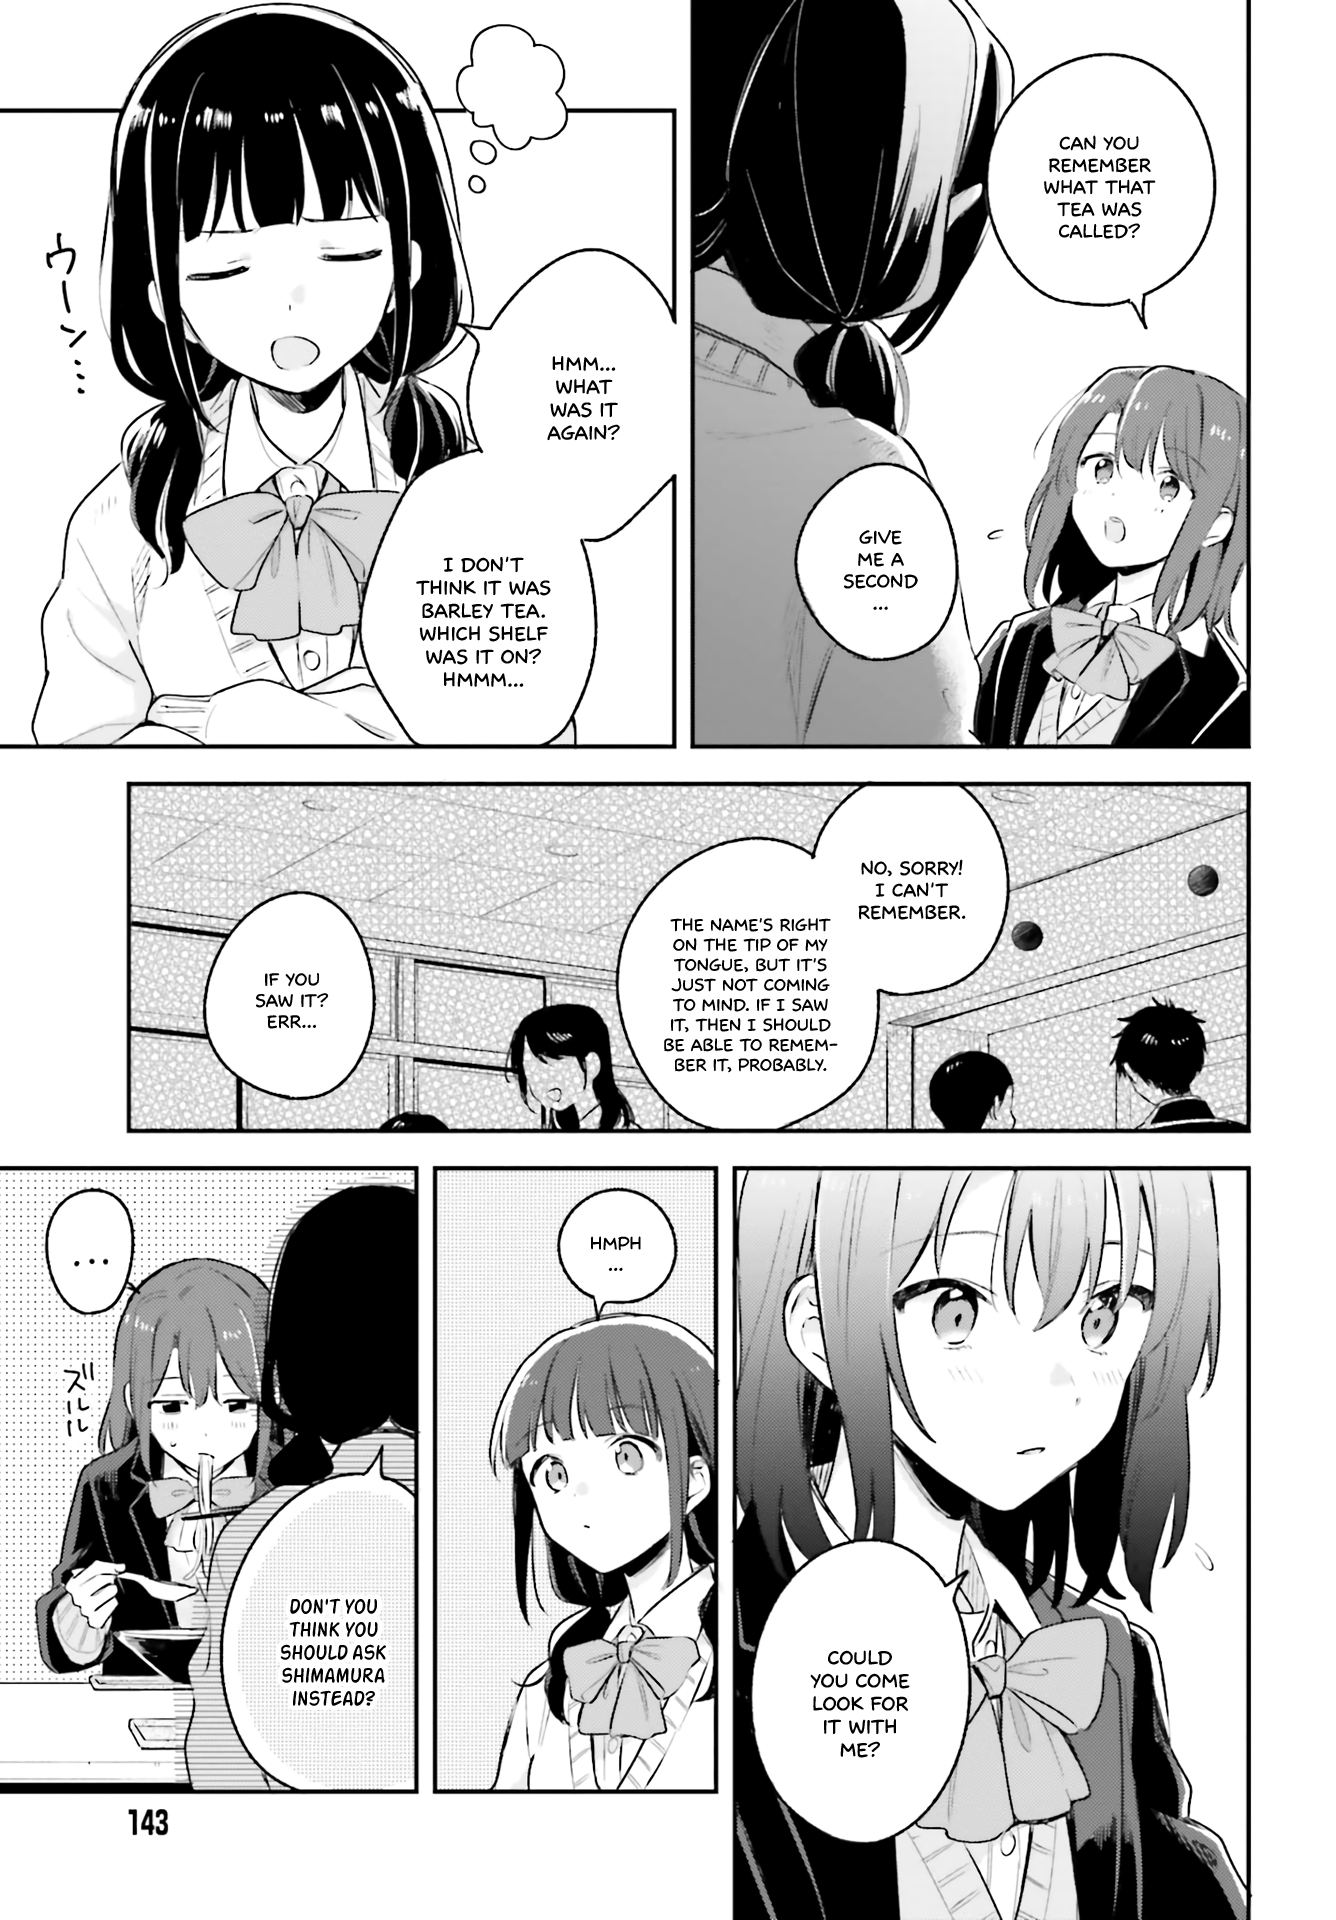 CAN YOU
REMEMBER
WHAT THAT
TEA WAS
CALLED?
GIVE
ME A
SECOND
...
HMM...
WHAT
WAS IT
AGAIN?
I DON'T
THINK IT WAS
BARLEY TEA.
WHICH SHELF
WAS IT ON?
HMMM...
ウーン…
NO, SORRY!
I CAN'T
REMEMBER.
THE NAME'S RIGHT
ON THE TIP OF MY
TONGUE, BUT IT'S
JUST NOT COMING
TO MIND. IF I SAW
IT, THEN I SHOULD
BE ABLE TO REMEM-
BER IT, PROBABLY.
IF YOU
SAW IT?
ERR...
COULD
YOU COME
LOOK FOR
IT WITH
ME?
HMPH
...
...
ズルル
DON'T YOU
THINK YOU
SHOULD ASK
SHIMAMURA
INSTEAD?
143